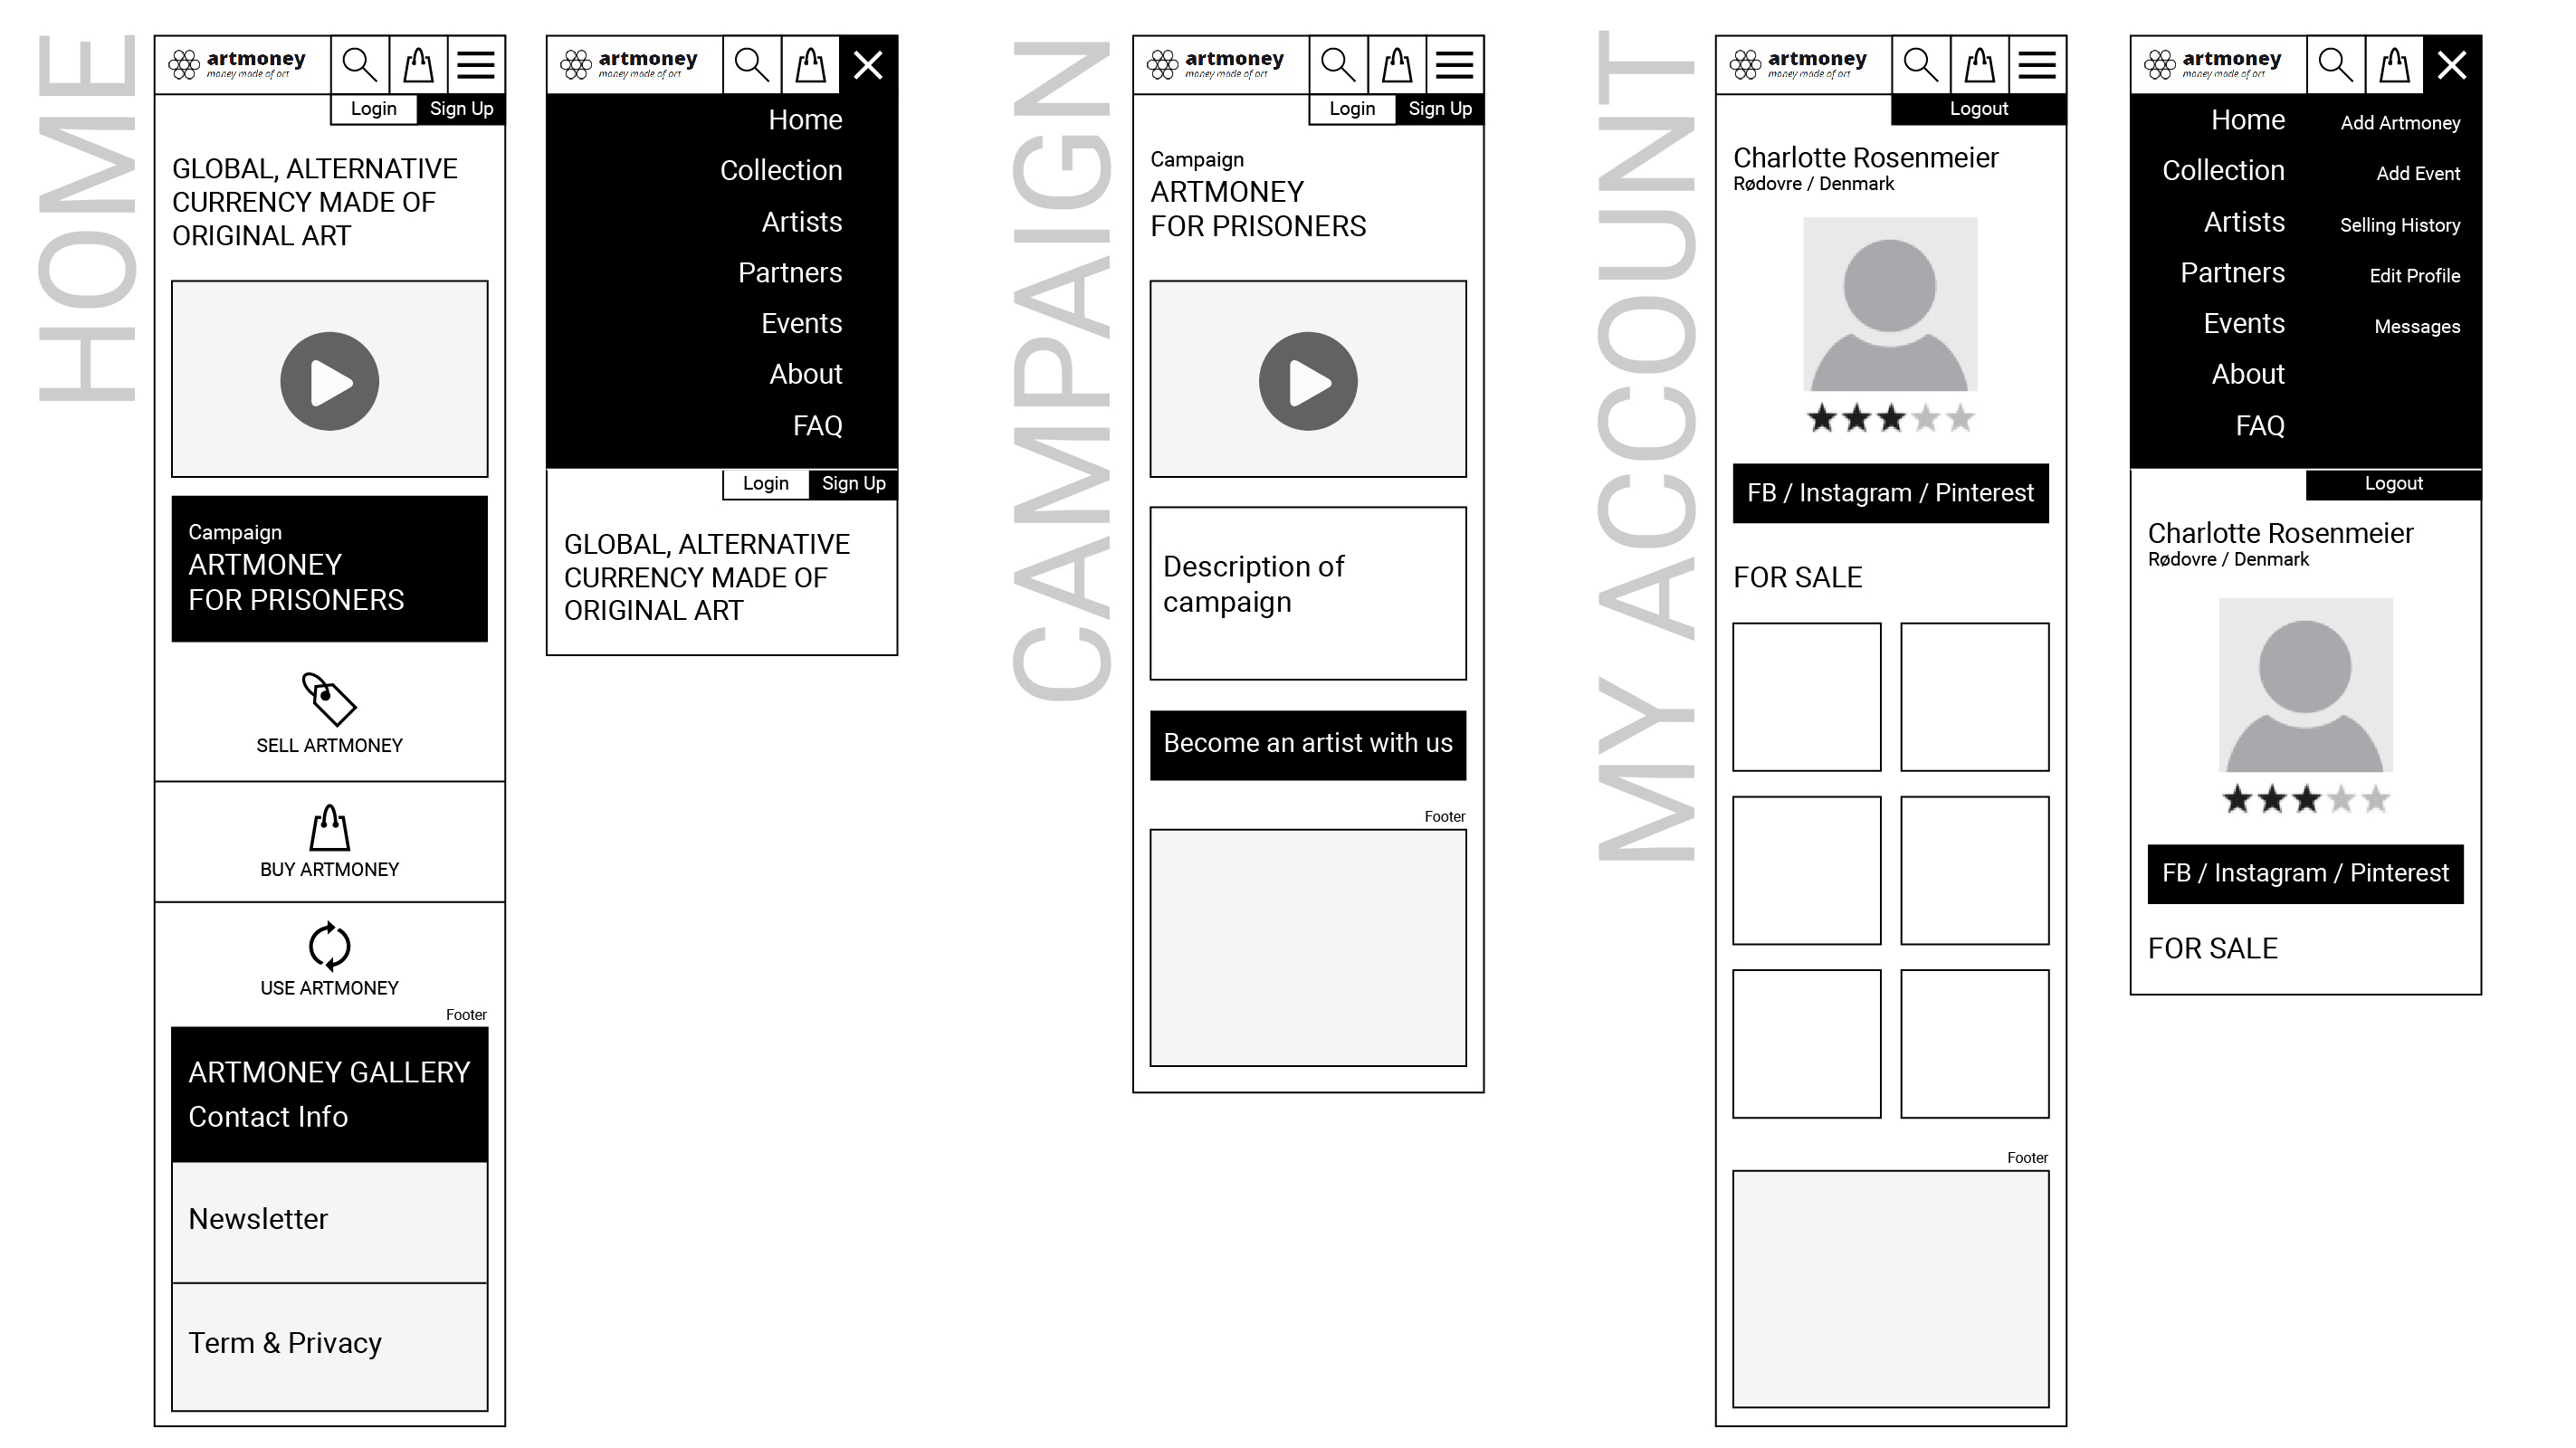 HOME
artmoney
money made of art
Login
Sign Up
GLOBAL, ALTERNATIVE
CURRENCY MADE OF
ORIGINAL ART
Campaign
ARTMONEY
FOR PRISONERS
SELL ARTMONEY
BUY ARTMONEY
USE ARTMONEY
Footer
ARTMONEY GALLERY
Contact Info
Newsletter
Term & Privacy
artmoney
money made of art
Home
Collection
Artists
Partners
Events
About
FAQ
Login
Sign Up
GLOBAL, ALTERNATIVE
CURRENCY MADE OF
ORIGINAL ART
CAMPAIGN
artmoney
money made of art
Login
Sign Up
Campaign
ARTMONEY
FOR PRISONERS
Description of
campaign
Become an artist with us
Footer
MY ACCOUNT
artmoney
money made of art
Logout
Charlotte Rosenmeier
Rødovre / Denmark
FB / Instagram / Pinterest
FOR SALE
Footer
artmoney
money made of art
Home
Collection
Artists
Partners
Events
About
FAQ
Add Artmoney
Add Event
Selling History
Edit Profile
Messages
Logout
Charlotte Rosenmeier
Rødovre / Denmark
FB / Instagram / Pinterest
FOR SALE